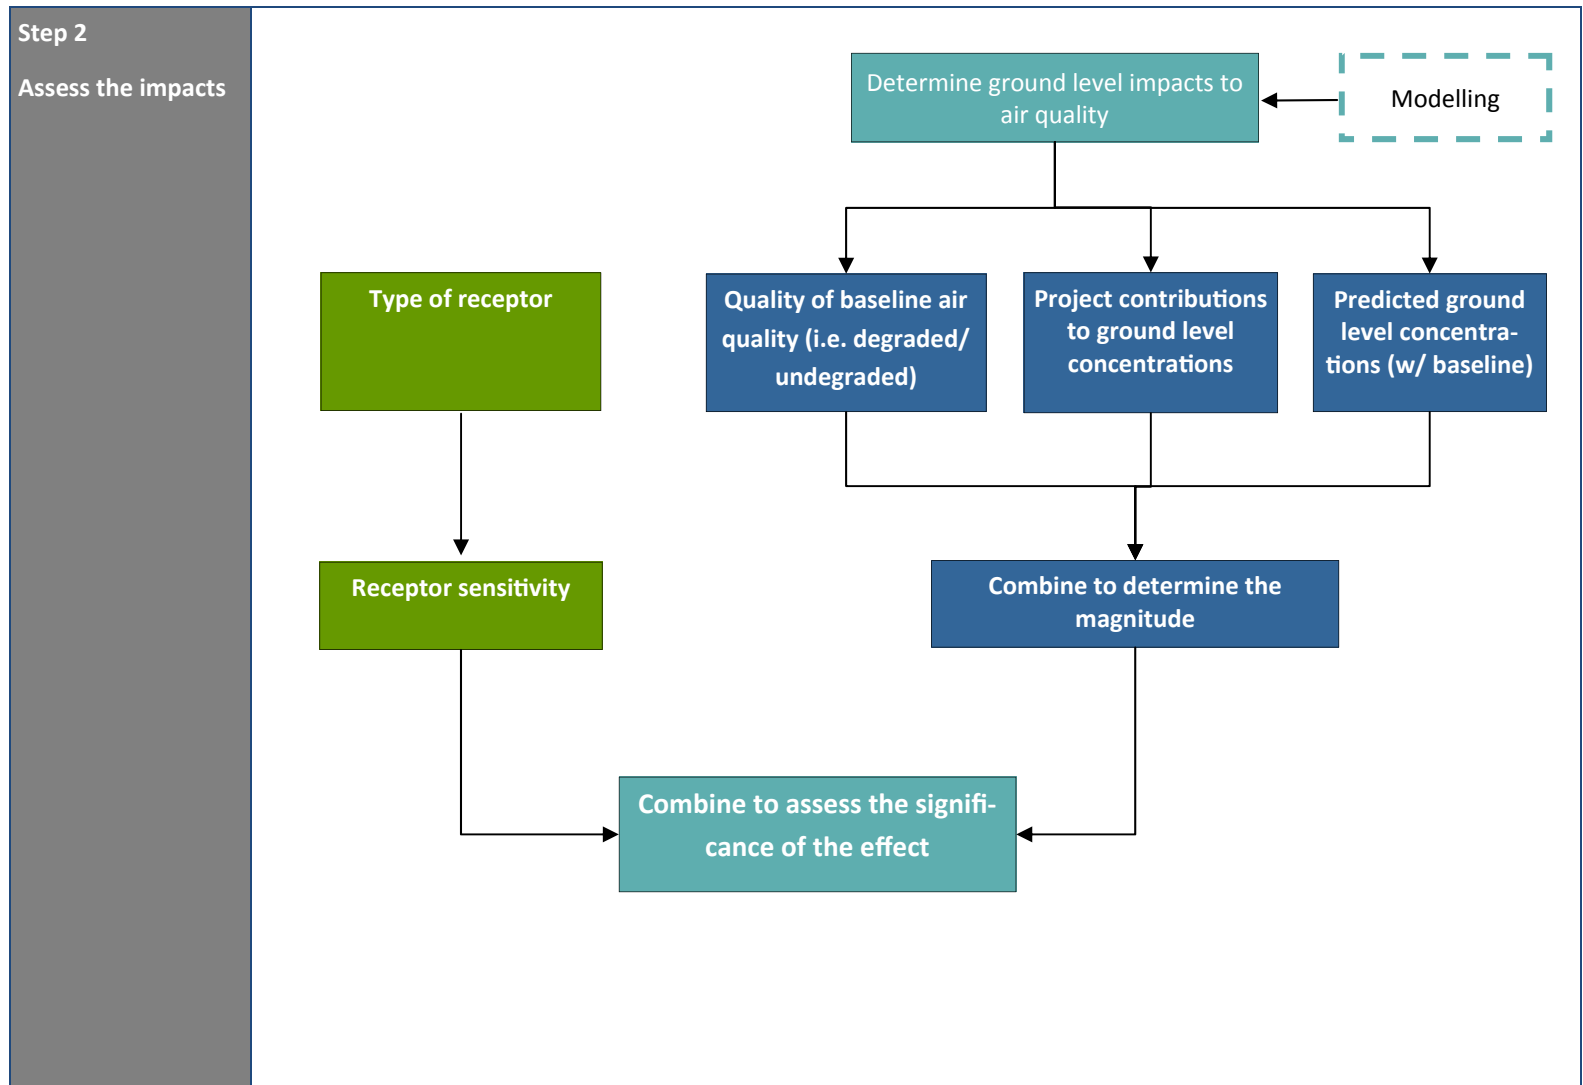 Step 2
Assess the impacts
Determine ground level impacts to
air quality
Modelling
Type of receptor
Quality of baseline air
quality (i.e. degraded/
undegraded)
Project contributions
to ground level
concentrations
Predicted ground
level concentra-
tions (w/ baseline)
Receptor sensitivity
Combine to determine the
magnitude
Combine to assess the signifi-
cance of the effect